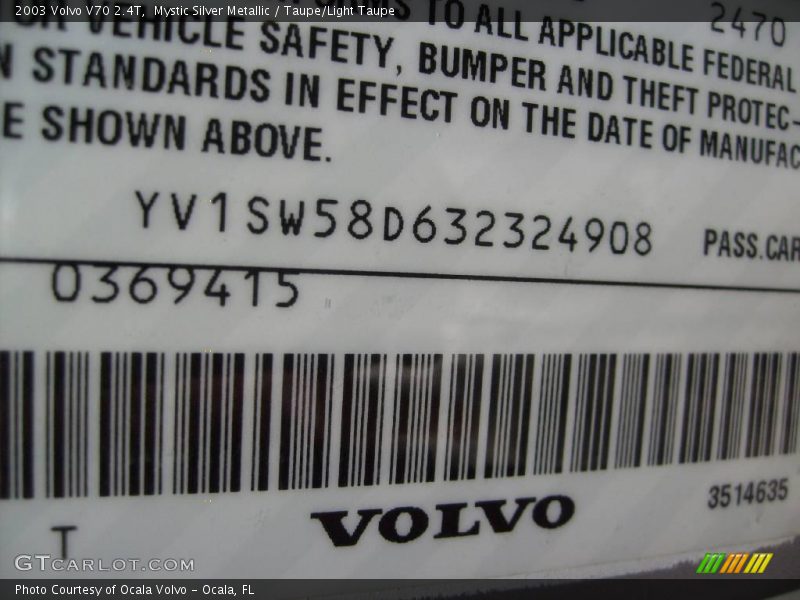 2003 Volvo V70 2.4T, Mystic Silver Metallic / Taupe/Light Taupe
2470
TO ALL APPLICABLE FEDERAL
VEHICLE SAFETY, BUMPER AND THEFT PROTEC-
STANDARDS IN EFFECT ON THE DATE OF MANUFAC
E SHOWN ABOVE.
YV1SW58D632324908
PASS.CAR
0369415
VOLVO
3514635
T
GTCARLOT.COM
Photo Courtesy of Ocala Volvo – Ocala, FL